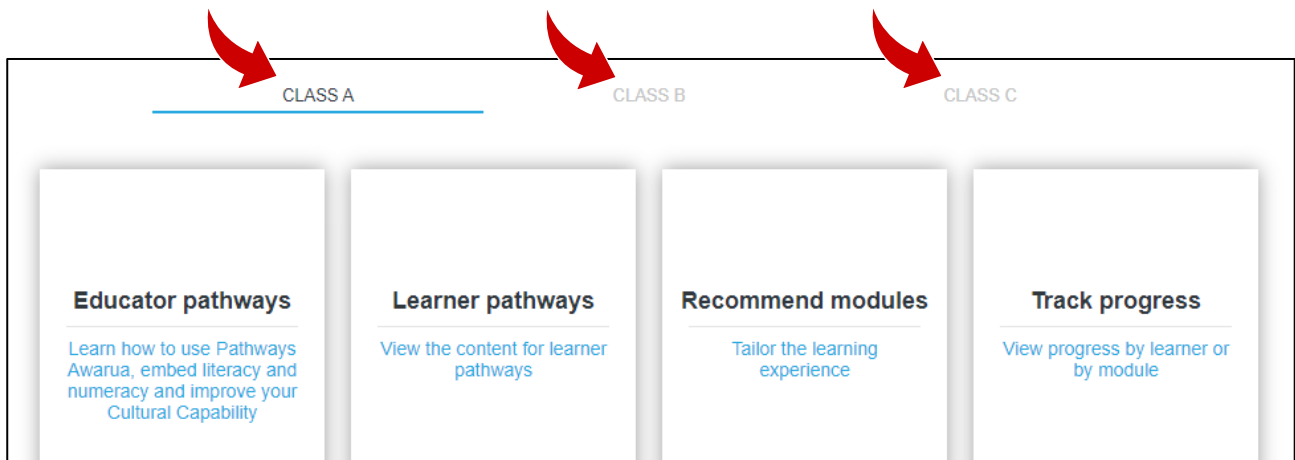 CLASS A
CLASS B
CLASS C
Educator pathways
Learn how to use Pathways
Awarua, embed literacy and
numeracy and improve your
Cultural Capability
Learner pathways
View the content for learner
pathways
Recommend modules
Tailor the learning
experience
Track progress
View progress by learner or
by module